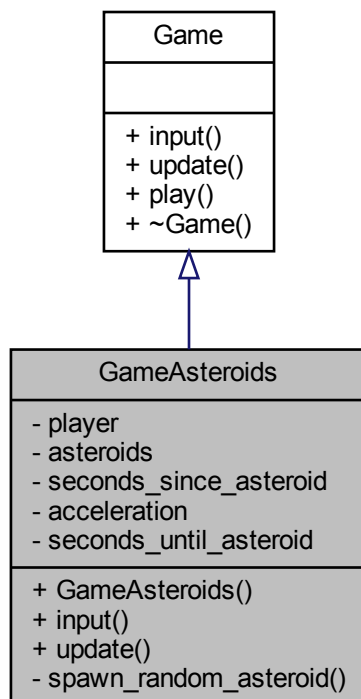 Game
+ input()
+ update()
+ play()
+ ~Game()
GameAsteroids
- player
- asteroids
- seconds_since_asteroid
- acceleration
- seconds_until_asteroid
+ GameAsteroids()
+ input()
+ update()
- spawn_random_asteroid()